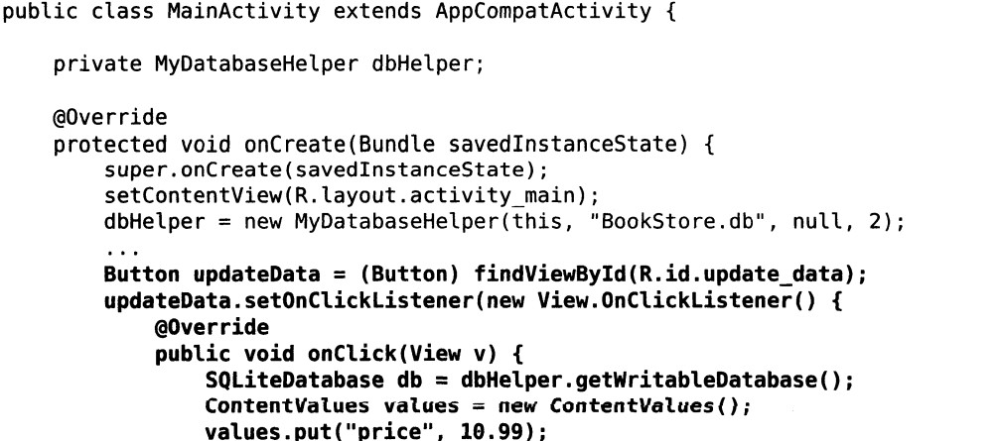 public class MainActivity extends AppCompatActivity {
private MyDatabaseHelper dbHelper;
@Override
protected void onCreate(Bundle savedInstanceState) {
super.onCreate(savedInstanceState);
setContentView(R.layout.activity_main);
dbHelper = new MyDatabaseHelper(this, "BookStore.db", null, 2);
...
Button updateData = (Button) findViewById(R.id.update_data);
updateData.setOnClickListener(new View.OnClickListener() {
@Override
public void onClick(View v) {
SQLiteDatabase db = dbHelper.getWritableDatabase();
ContentValues values = new ContentValues();
values.put("price", 10.99);